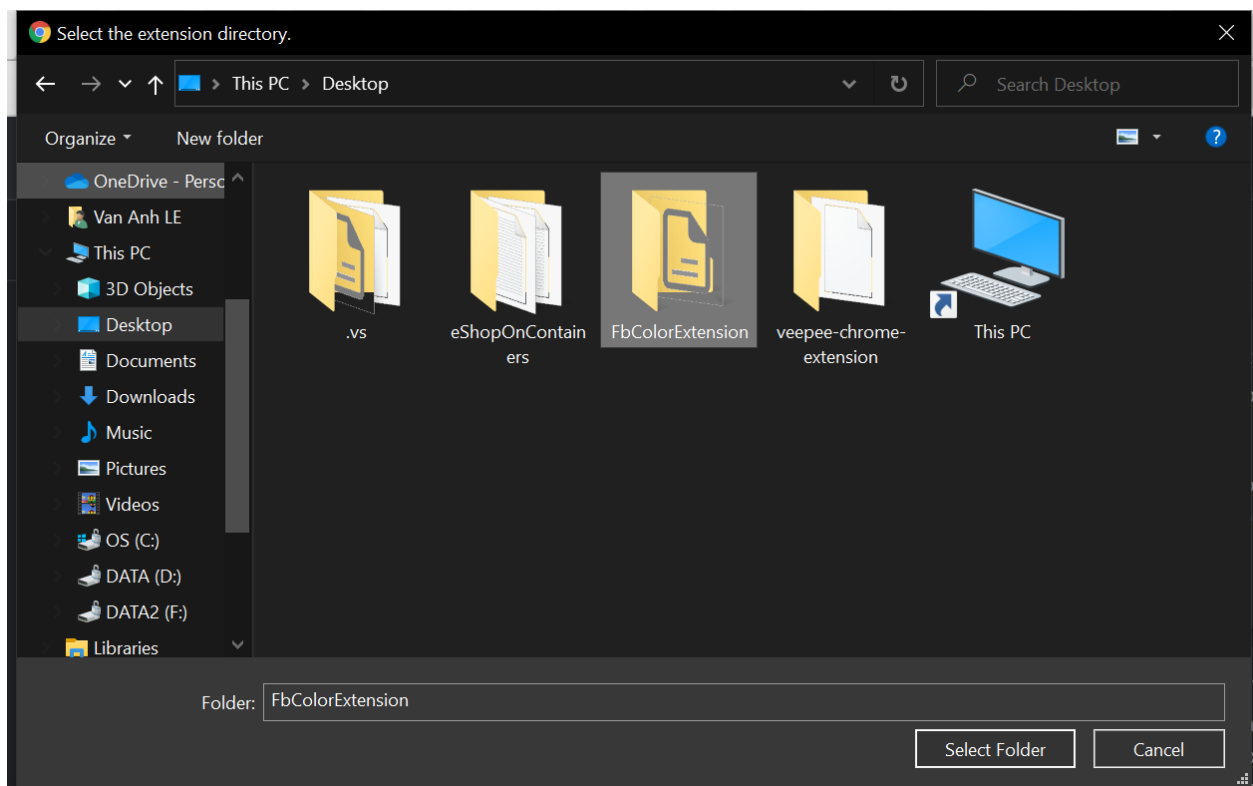 Select the extension directory.
This PC > Desktop
Search Desktop
Organize
New folder
OneDrive - Perso
Van Anh LE
This PC
3D Objects
Desktop
Documents
Downloads
Music
Pictures
Videos
OS (C:)
DATA (D:)
DATA2 (F:)
Libraries
.vs
eShopOnContain
ers
FbColorExtension
veepee-chrome-
extension
This PC
Folder:
FbColorExtension
Select Folder
Cancel